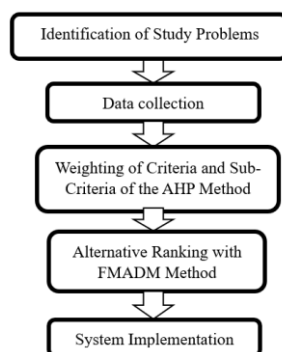 Identification of Study Problems
Data collection
Weighting of Criteria and Sub-
Criteria of the AHP Method
Alternative Ranking with
FMADM Method
System Implementation